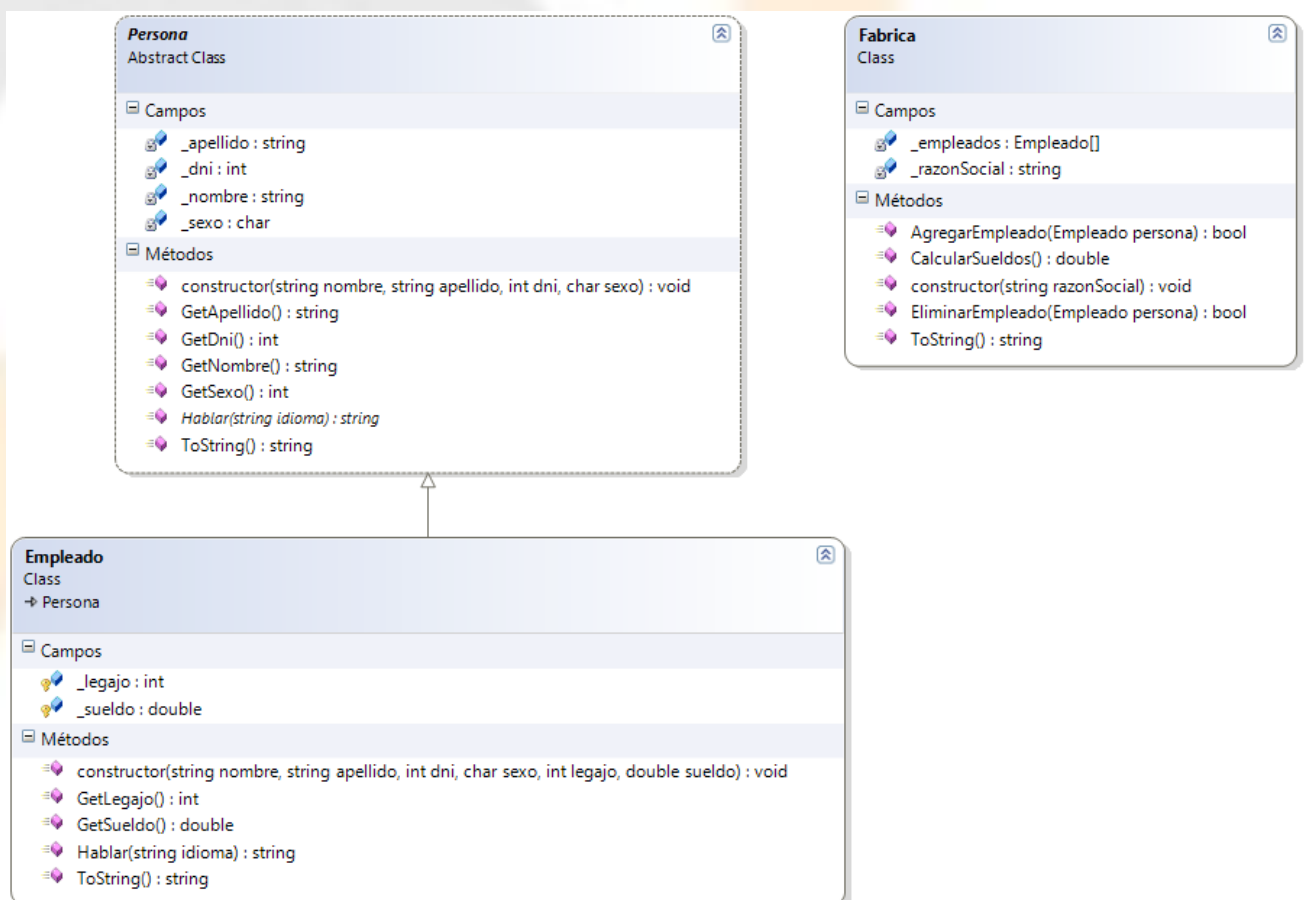 Persona
Abstract Class
Campos
_apellido : string
_dni : int
_nombre : string
_sexo : char
Métodos
constructor(string nombre, string apellido, int dni, char sexo) : void
GetApellido() : string
GetDni() : int
GetNombre() : string
GetSexo() : int
Hablar(string idioma) : string
ToString() : string
Fabrica
Class
Campos
_empleados : Empleado[]
_razonSocial : string
Métodos
AgregarEmpleado(Empleado persona) : bool
CalcularSueldos() : double
constructor(string razonSocial) : void
EliminarEmpleado(Empleado persona) : bool
ToString() : string
Empleado
Class
Persona
Campos
_legajo : int
_sueldo : double
Métodos
constructor(string nombre, string apellido, int dni, char sexo, int legajo, double sueldo) : void
GetLegajo() : int
GetSueldo() : double
Hablar(string idioma) : string
ToString() : string